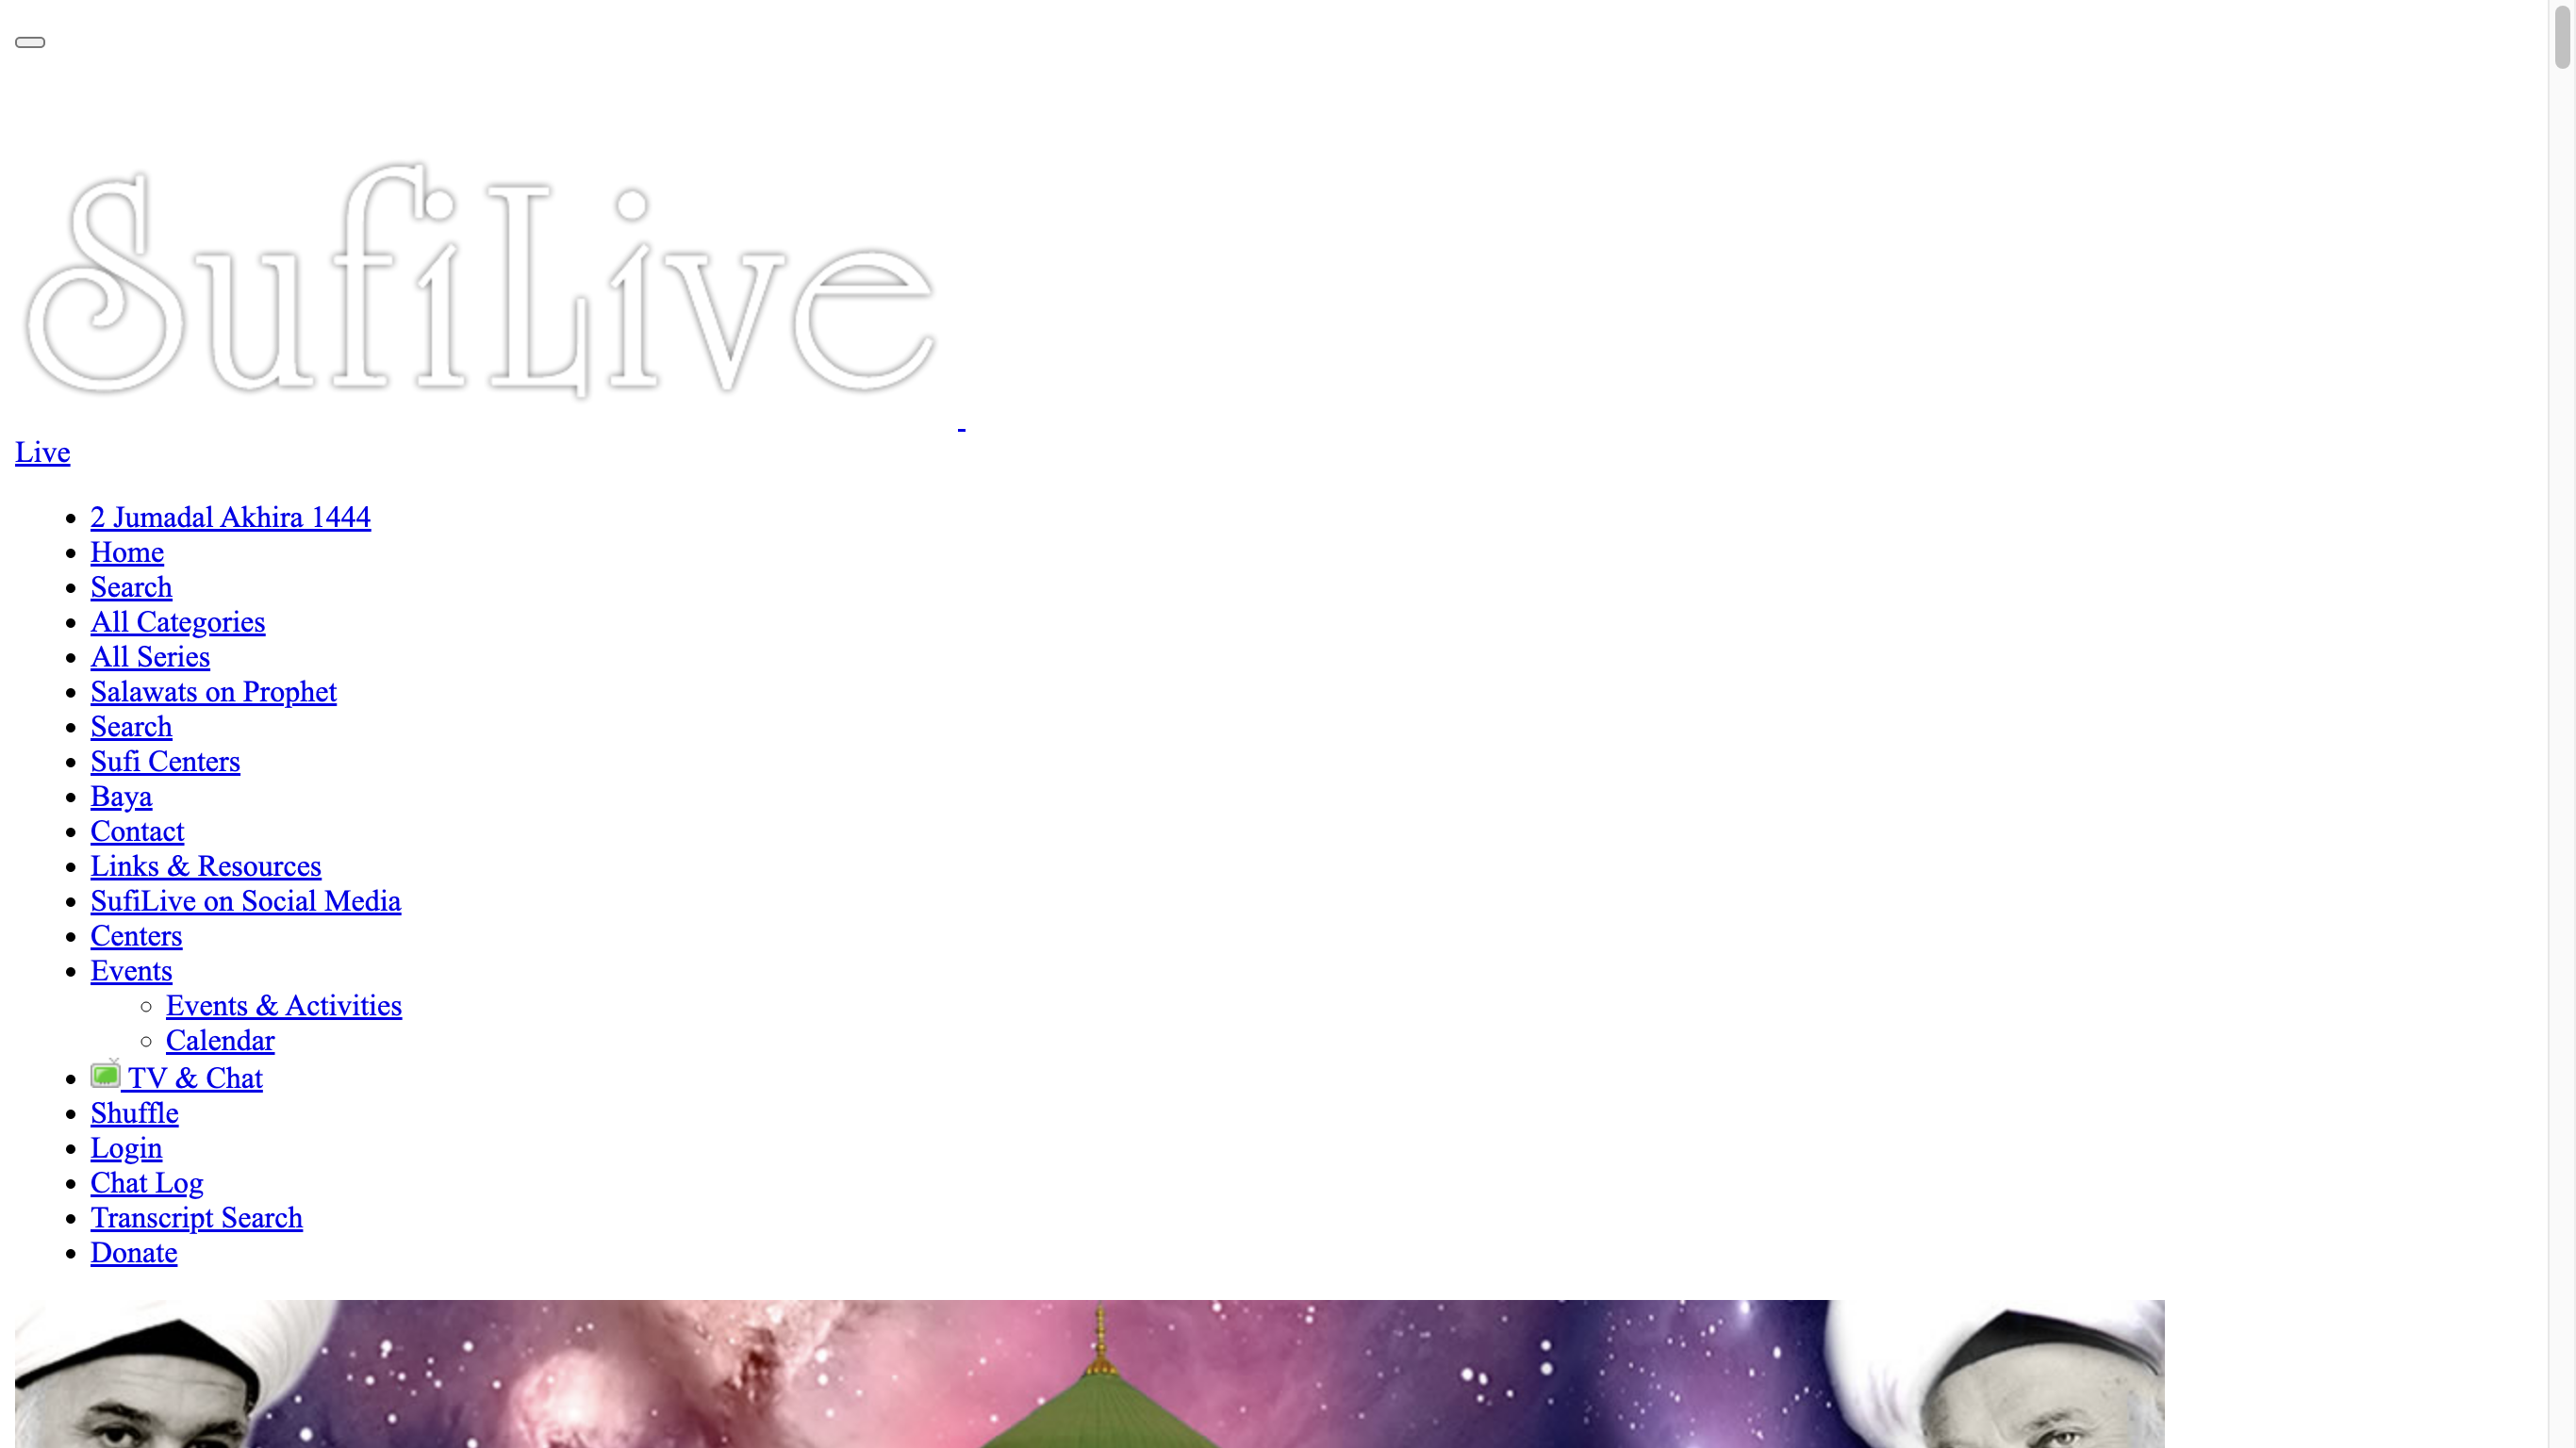 SufiLive
Live
2 Jumadal Akhira 1444
Home
Search
All Categories
All Series
Salawats on Prophet
Search
Sufi Centers
Baya
Contact
Links & Resources
SufiLive on Social Media
Centers
Events
Events & Activities
Calendar
TV & Chat
Shuffle
Login
Chat Log
Transcript Search
Donate